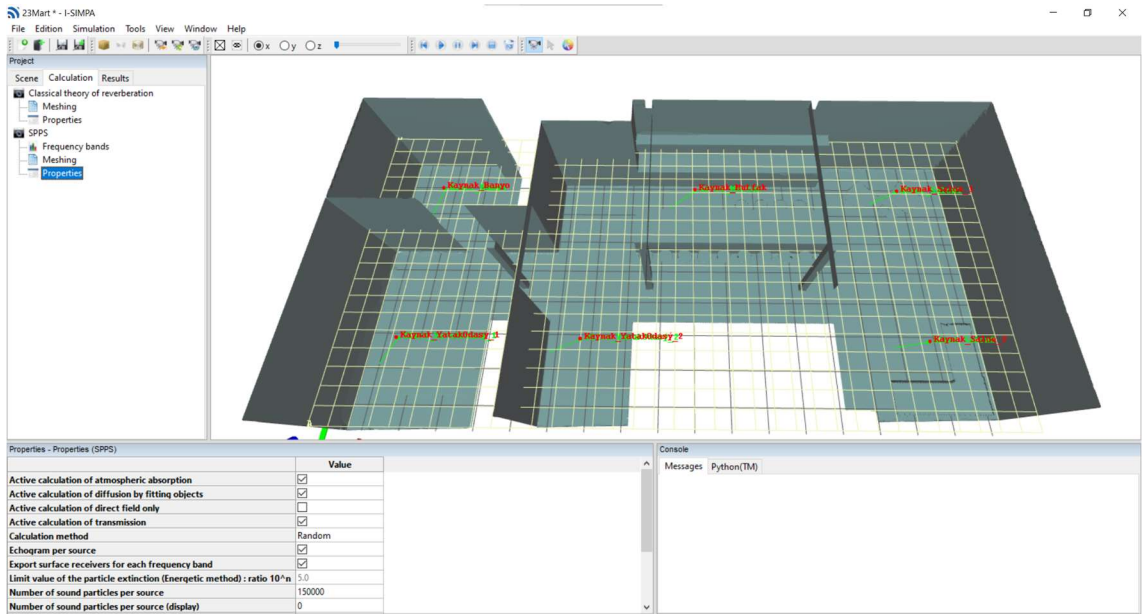 23Mart * - I-SIMPA
File Edition Simulation Tools View Window Help
x y z
Project
Scene Calculation Results
Classical theory of reverberation
Meshing
Properties
SPPS
Frequency bands
Meshing
Properties
Kaynak_Banyo
Kaynak_Mutfak
Kaynak_YatakOdasy_1
Kaynak_YatakOdasy_2
Properties - Properties (SPPS)
Value
Active calculation of atmospheric absorption
Active calculation of diffusion by fitting objects
Active calculation of direct field only
Active calculation of transmission
Calculation method Random
Echogram per source
Export surface receivers for each frequency band
Limit value of the particle extinction (Energetic method) : ratio 10^n 5.0
Number of sound particles per source 150000
Number of sound particles per source (display) 0
Console
Messages Python(TM)